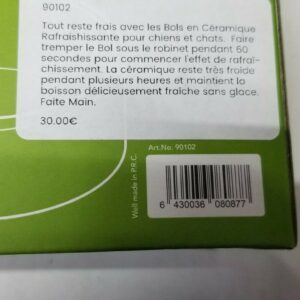 90102
Tout reste frais avec les Bols en Céramique
Rafraishissante pour chiens et chats. Faire
tremper le Bol sous le robinet pendant 60
secondes pour commencer l'effet de rafraî-
chissement. La céramique reste très froide
pendant plusieurs heures et maintient la
boisson délicieusement fraîche sans glace.
Faite Main.
30.00€
Art.No. 90102
Well made in P.R.C.
6 430036 080877